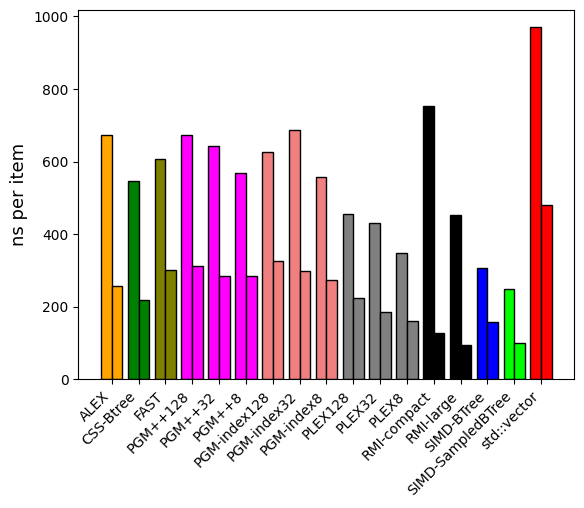 ns per item
1000
800
600
400
200
0
ALEX
CSS-Btree
FAST
PGM++128
PGM++32
PGM++8
PGM-index128
PGM-index32
PGM-index8
PLEX128
PLEX32
PLEX8
RMI-compact
RMI-large
SIMD-BTree
SIMD-SampledBTree
std::vector